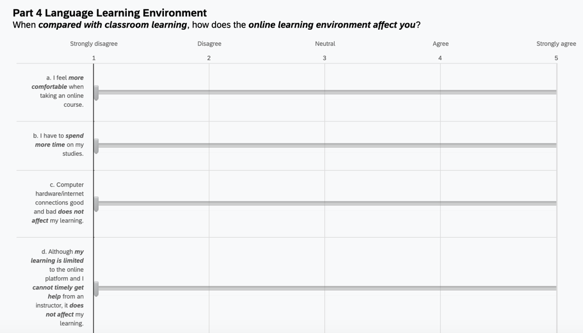 Part 4 Language Learning Environment
When compared with classroom learning, how does the online learning environment affect you?
Strongly disagree Disagree Neutral Agree Strongly agree
1 2 3 4 5
a. I feel more
comfortable when
taking an online
course.
b. I have to spend
more time on my
studies.
c. Computer
hardware/internet
connections good
and bad does not
affect my learning.
d. Although my
learning is limited
to the online
platform and I
cannot timely get
help from an
instructor, it does
not affect my
learning.